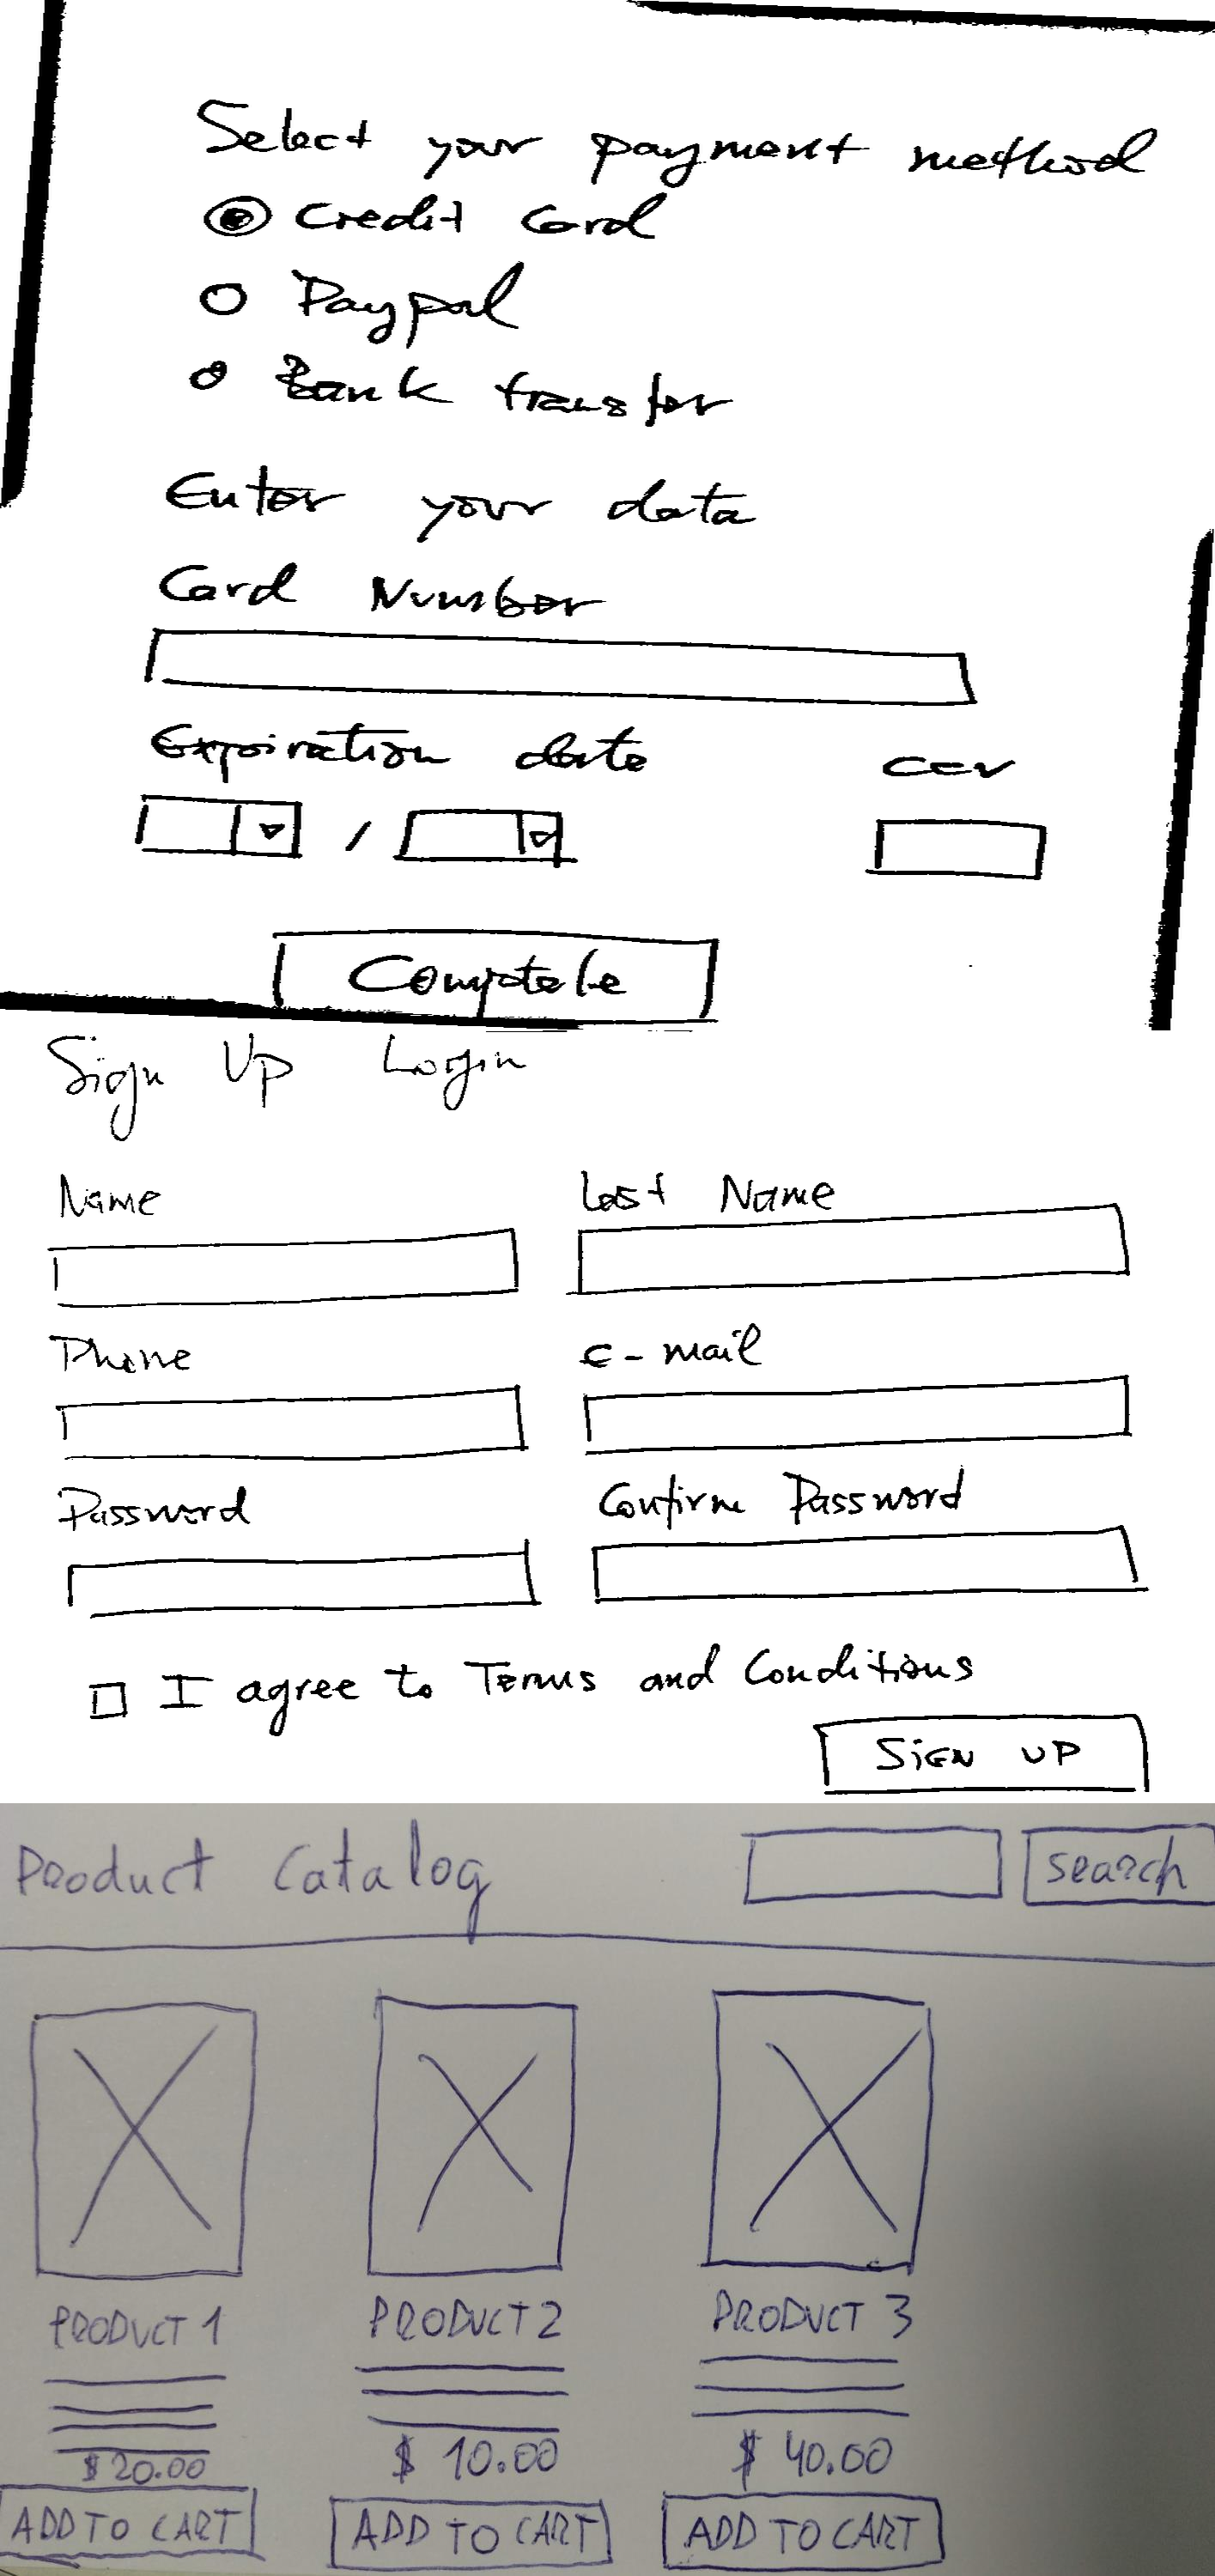 Select your payment method
Credit Card
Paypal
Bank transfer
Enter your data
Card Number
Expiration date
/
Complete
Sign Up Login
Name Last Name
Phone e-mail
Password Confirm Password
I agree to Terms and Conditions
SIGN UP
Product Catalog search
PRODUCT 1 PRODUCT 2 PRODUCT 3
$20.00 $ 10.00 $ 40.00
ADD TO CART ADD TO CART ADD TO CART